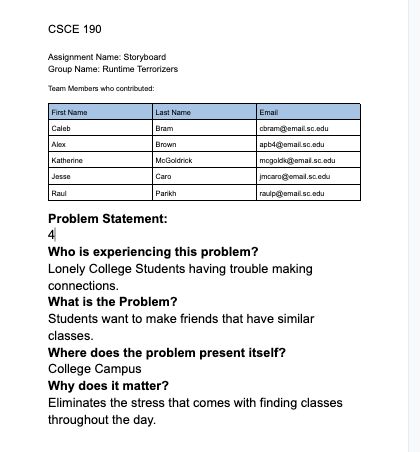 CSCE 190
Assignment Name: Storyboard
Group Name: Runtime Terrorizers
Team Members who contributed:
First Name Last Name Email
Caleb Bram cbram@email.sc.edu
Alex Brown apb4@email.sc.edu
Katherine McGoldrick mcgoldk@email.sc.edu
Jesse Caro jmcaro@email.sc.edu
Raul Parikh raulp@email.sc.edu
Problem Statement:
4
Who is experiencing this problem?
Lonely College Students having trouble making
connections.
What is the Problem?
Students want to make friends that have similar
classes.
Where does the problem present itself?
College Campus
Why does it matter?
Eliminates the stress that comes with finding classes
throughout the day.